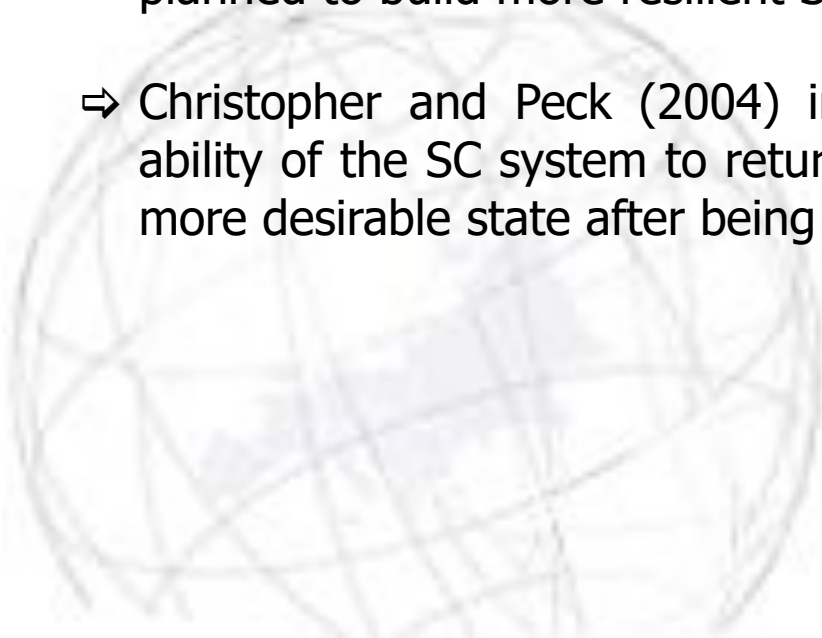 planned to build more resilient
⇨ Christopher and Peck (2004)
ability of the SC system to
more desirable state after being